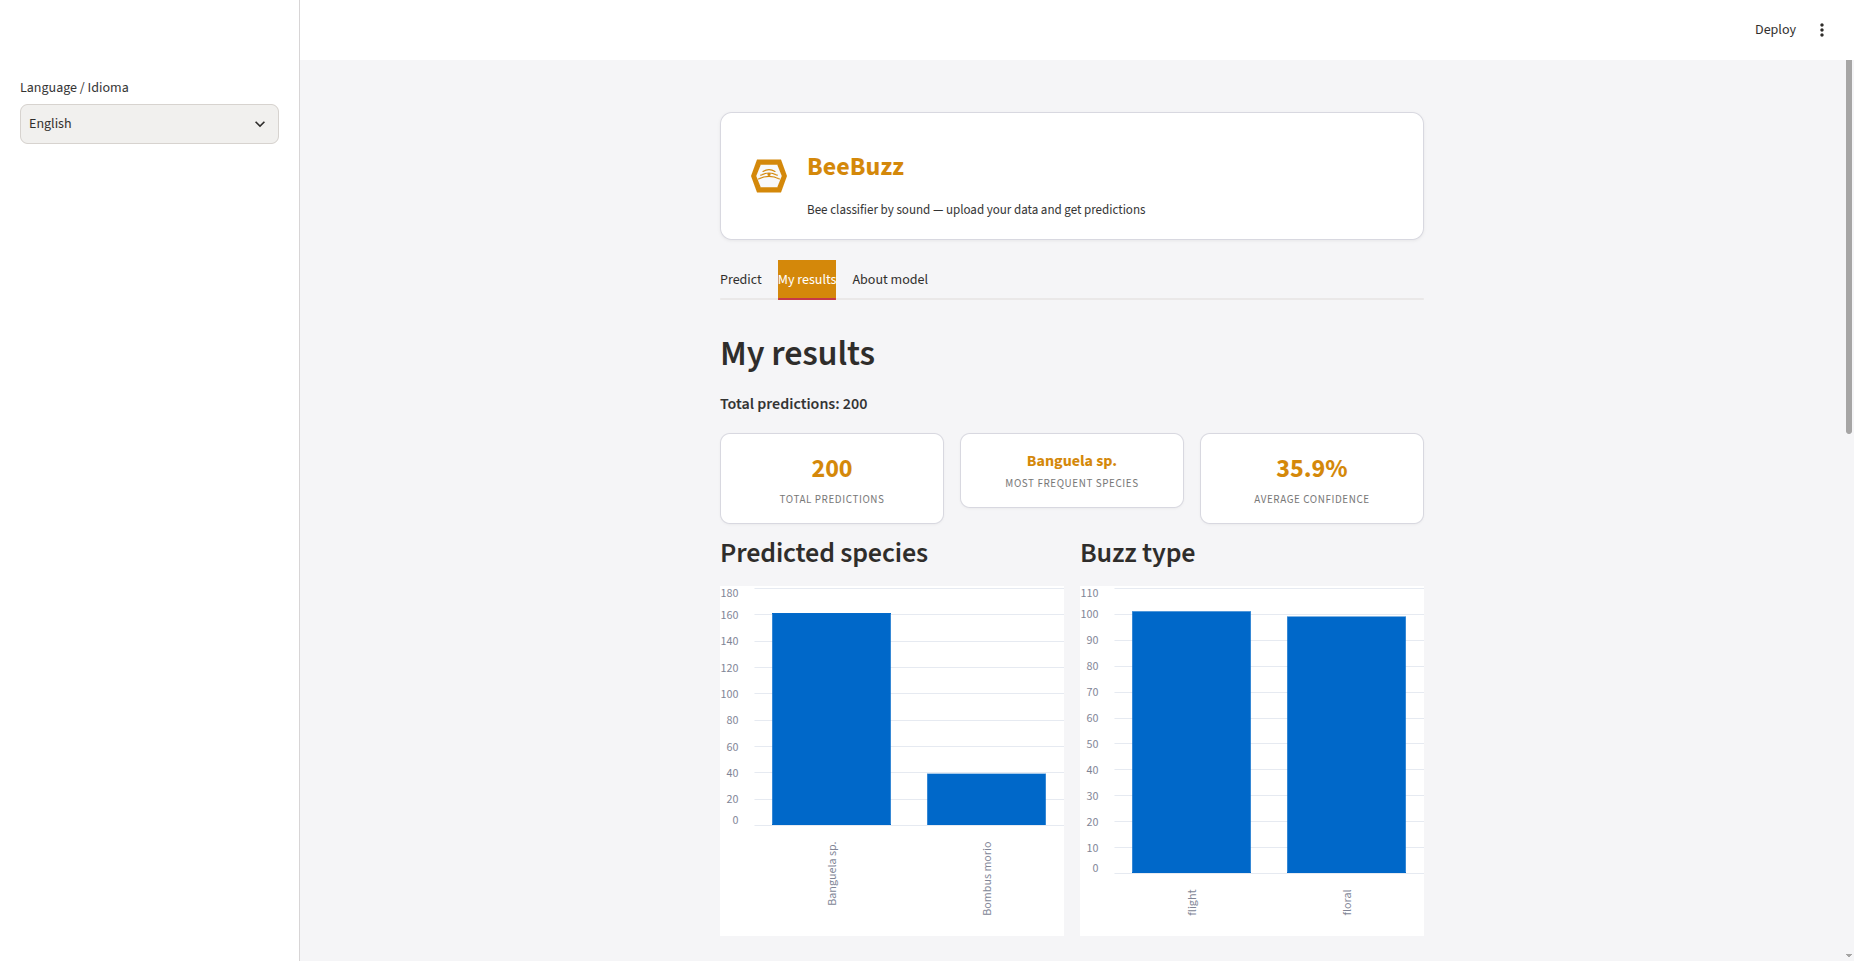 Deploy
Language / Idioma
English
BeeBuzz
Bee classifier by sound — upload your data and get predictions
Predict
My results
About model
My results
Total predictions: 200
200
TOTAL PREDICTIONS
Banguela sp.
MOST FREQUENT SPECIES
35.9%
AVERAGE CONFIDENCE
Predicted species
180
160
140
120
100
80
60
40
20
0
Banguela sp.
Bombus morio
Buzz type
110
100
90
80
70
60
50
40
30
20
10
0
flight
floral